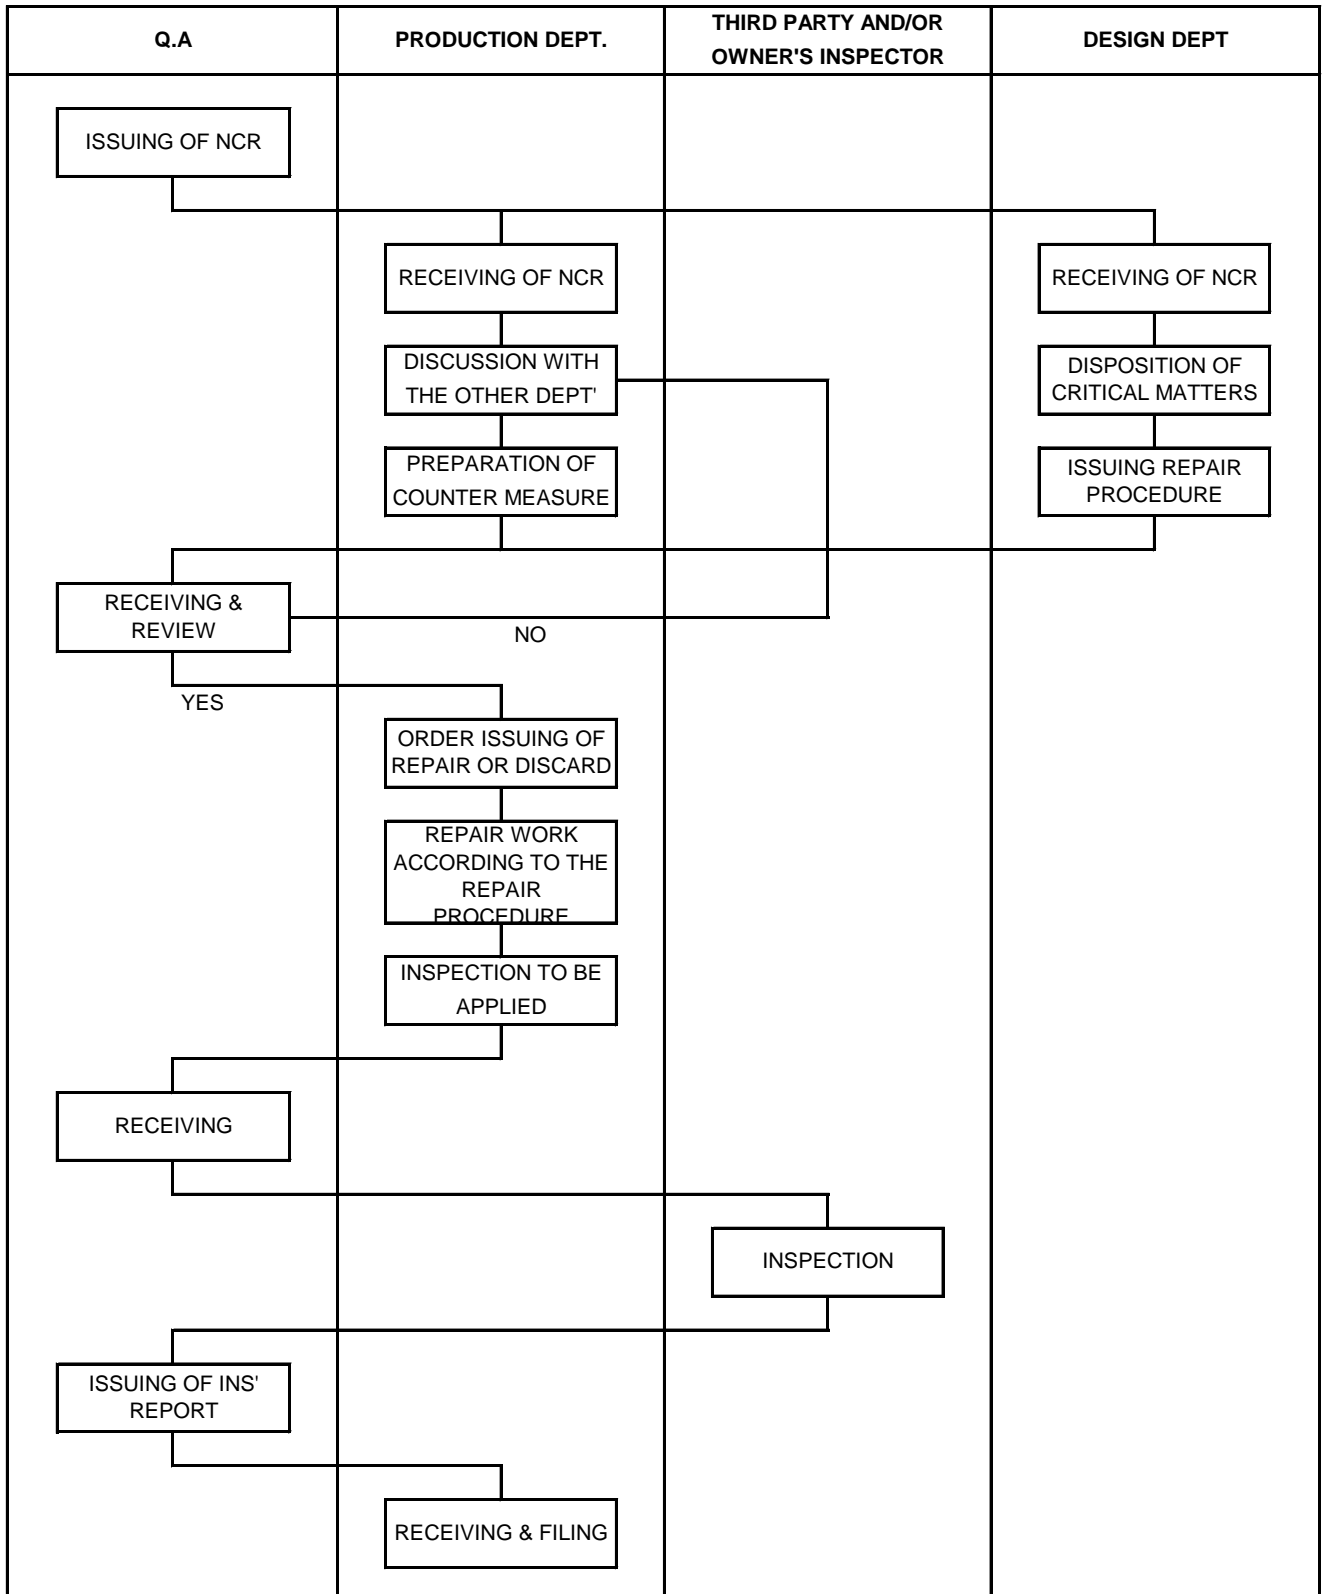 Q.A
PRODUCTION DEPT.
THIRD PARTY AND/OR
OWNER'S INSPECTOR
DESIGN DEPT
ISSUING OF NCR
RECEIVING OF NCR
RECEIVING OF NCR
DISCUSSION WITH
THE OTHER DEPT'
DISPOSITION OF
CRITICAL MATTERS
PREPARATION OF
COUNTER MEASURE
ISSUING REPAIR
PROCEDURE
RECEIVING &
REVIEW
NO
YES
ORDER ISSUING OF
REPAIR OR DISCARD
REPAIR WORK
ACCORDING TO THE
REPAIR
PROCEDURE
INSPECTION TO BE
APPLIED
RECEIVING
INSPECTION
ISSUING OF INS'
REPORT
RECEIVING & FILING